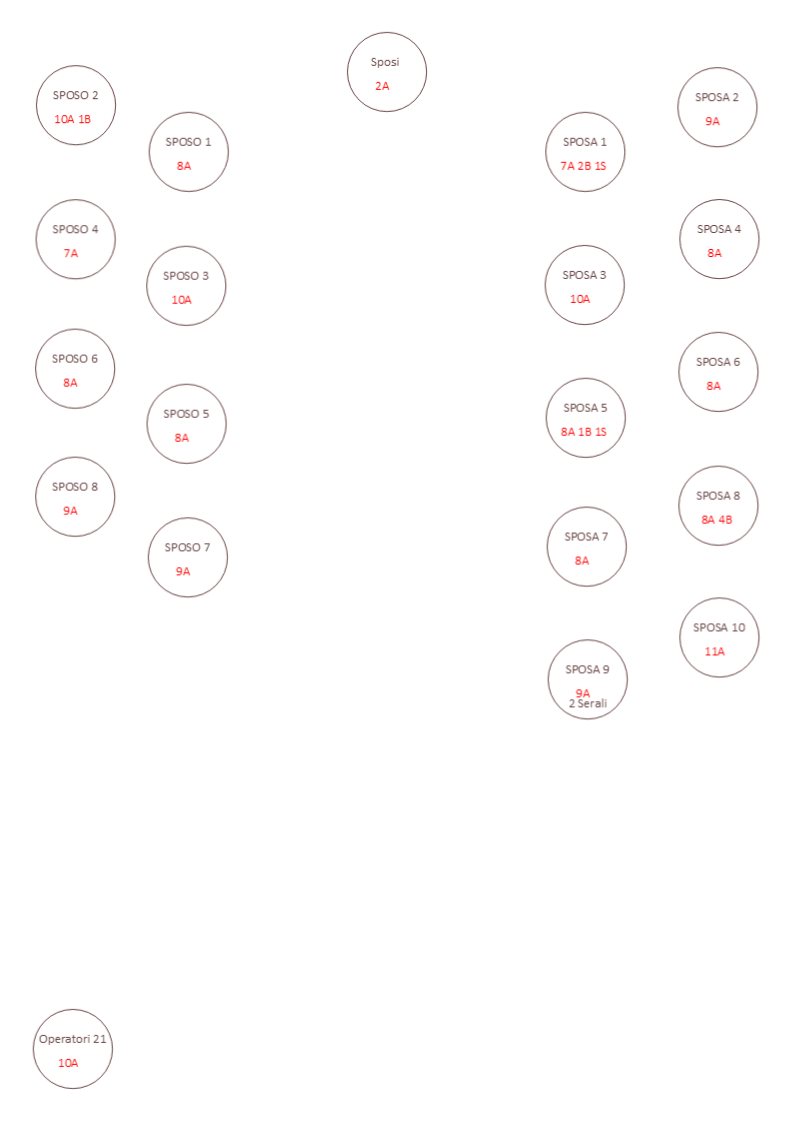 Sposi
2A
SPOSO 2
10A 1B
SPOSA 2
9A
SPOSO 1
8A
SPOSA 1
7A 2B 1S
SPOSO 4
7A
SPOSA 4
8A
SPOSO 3
10A
SPOSA 3
10A
SPOSO 6
8A
SPOSA 6
8A
SPOSO 5
8A
SPOSA 5
8A 1B 1S
SPOSO 8
9A
SPOSA 8
8A 4B
SPOSO 7
9A
SPOSA 7
8A
SPOSA 10
11A
SPOSA 9
9A
2 Serali
Operatori 21
10A